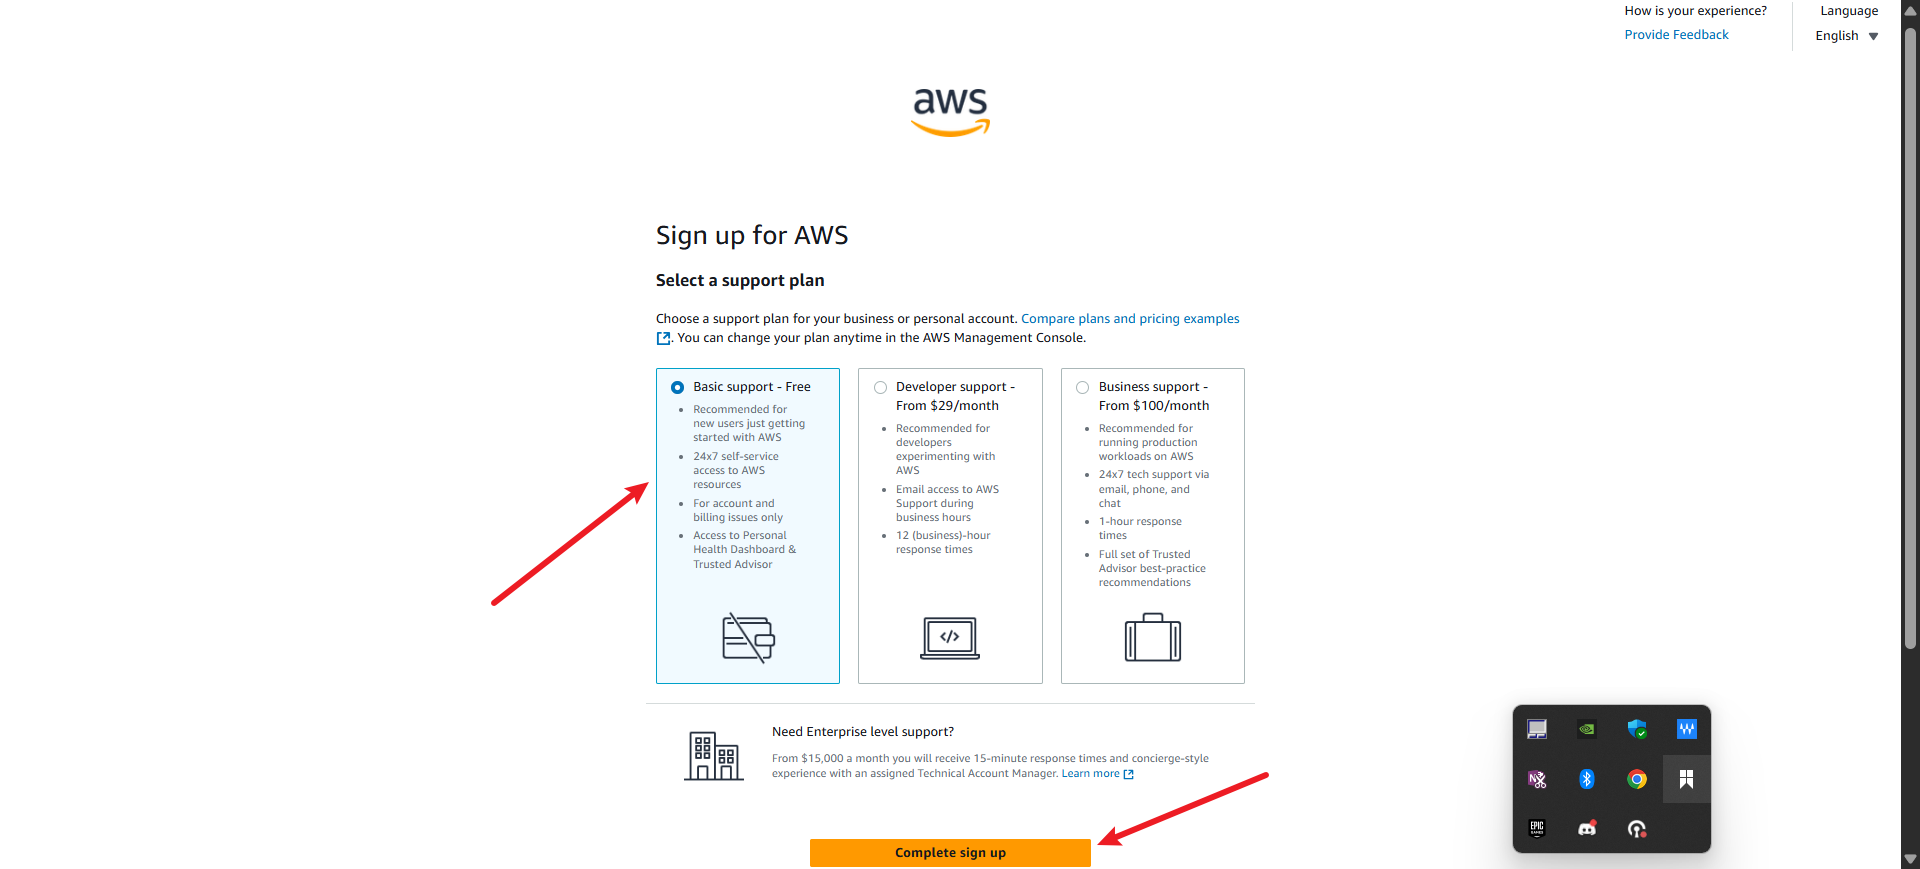 How is your experience?
Provide Feedback
Language
English
aws
Sign up for AWS
Select a support plan
Choose a support plan for your business or personal account. Compare plans and pricing examples
. You can change your plan anytime in the AWS Management Console.
Basic support - Free
Recommended for
new users just getting
started with AWS
24x7 self-service
access to AWS
resources
For account and
billing issues only
Access to Personal
Health Dashboard &
Trusted Advisor
Developer support -
From $29/month
Recommended for
developers
experimenting with
AWS
Email access to AWS
Support during
business hours
12 (business)-hour
response times
</>
Business support -
From $100/month
Recommended for
running production
workloads on AWS
24x7 tech support via
email, phone, and
chat
1-hour response
times
Full set of Trusted
Advisor best-practice
recommendations
Need Enterprise level support?
From $15,000 a month you will receive 15-minute response times and concierge-style
experience with an assigned Technical Account Manager. Learn more
Complete sign up
N
EPIC
GAMES